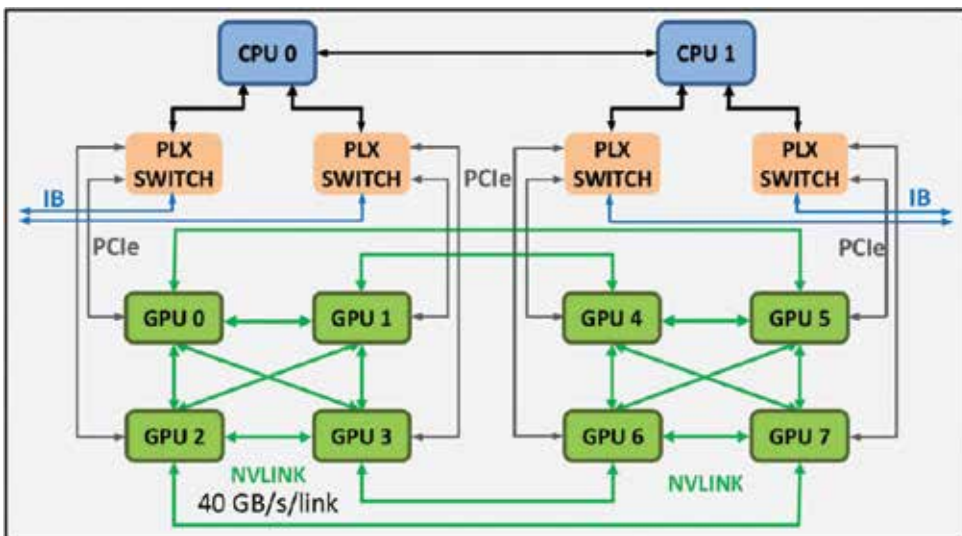 CPU 0
CPU 1
PLX
SWITCH
PLX
SWITCH
PLX
SWITCH
PLX
SWITCH
PCIe
IB
IB
PCIe
PCIe
GPU 0
GPU 1
GPU 4
GPU 5
GPU 2
GPU 3
GPU 6
GPU 7
NVLINK
40 GB/s/link
NVLINK